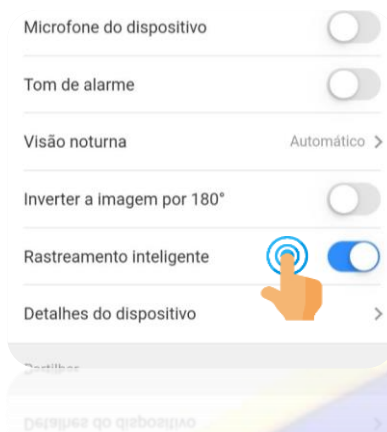 Microfone do dispositivo
Tom de alarme
Visão noturna Automático >
Inverter a imagem por 180°
Rastreamento inteligente
Detalhes do dispositivo >